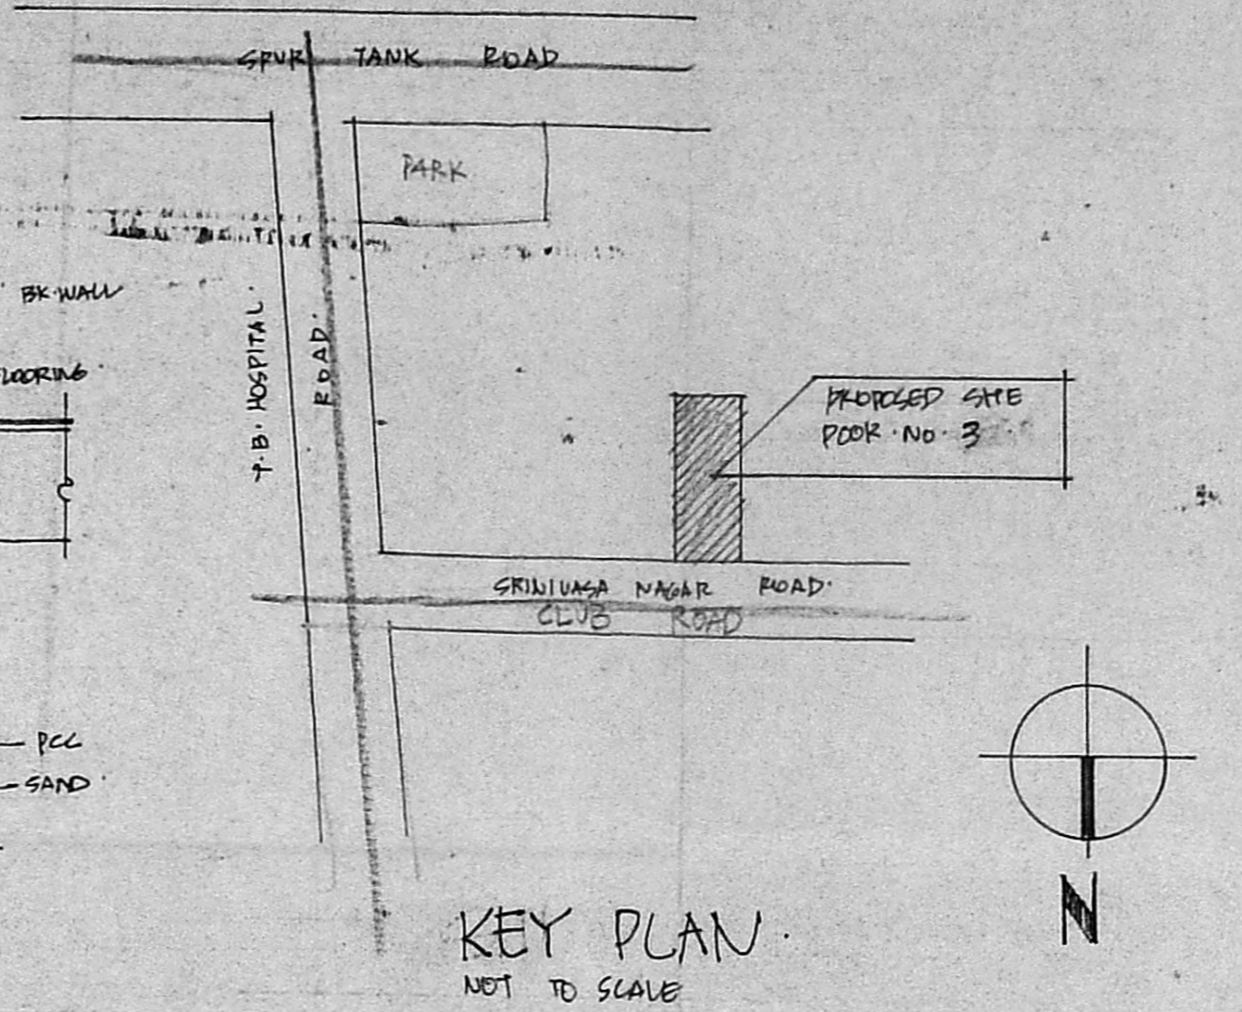 SPUR TANK ROAD
PARK
BK.WALL
LOORING
T.B. HOSPITAL
ROAD.
PROPOSED SITE
DOOR.NO.3
SRINIVASA NAGAR ROAD.
CLUB ROAD
PCC
SAND
N
KEY PLAN.
NOT TO SCALE